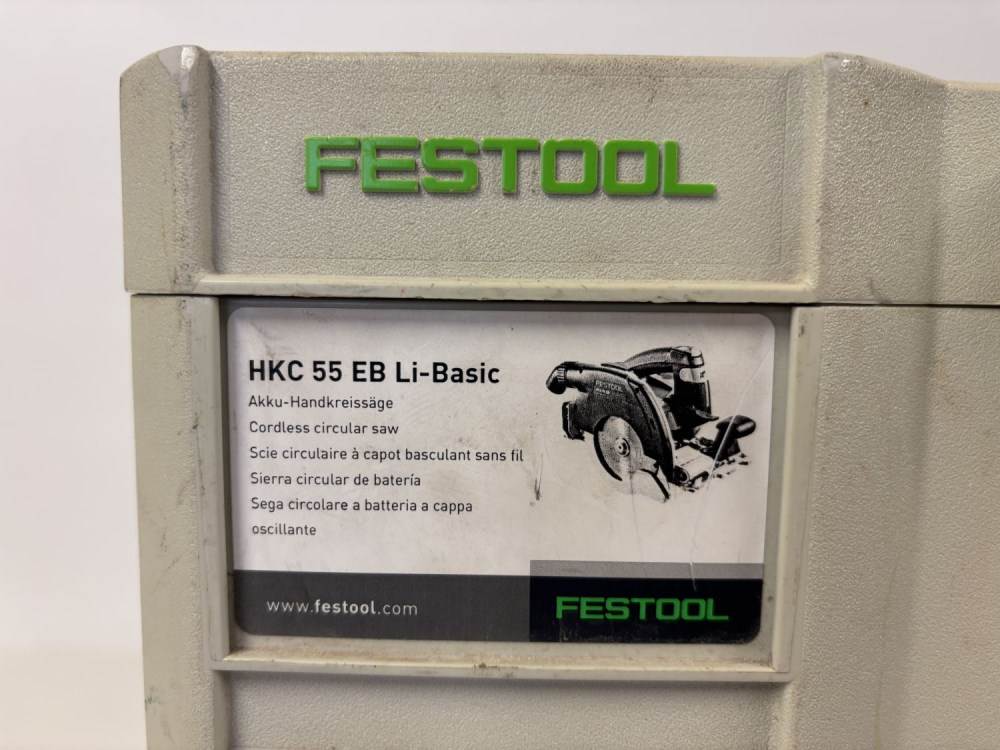 FESTOOL
HKC 55 EB Li-Basic
Akku-Handkreissäge
Cordless circular saw
Scie circulaire à capot basculant sans fil
Sierra circular de batería
Sega circolare a batteria a cappa
oscillante
FESTOOL
www.festool.com
FESTOOL